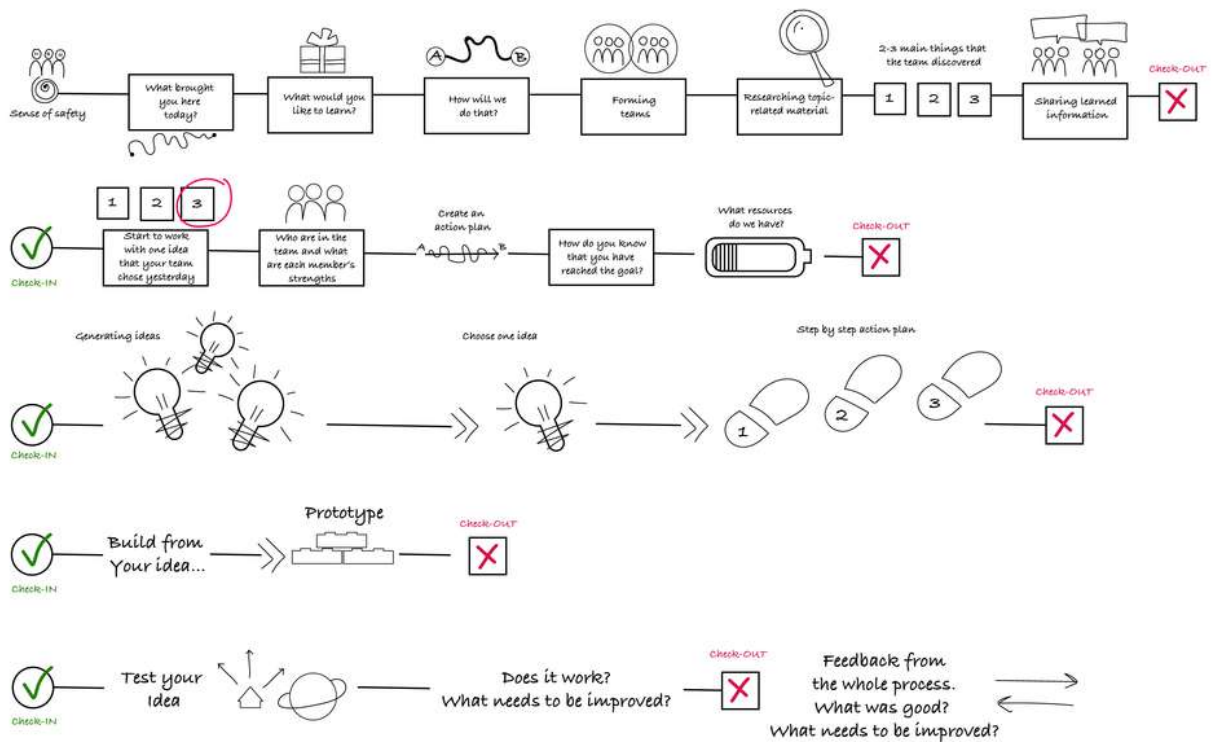 Sense of safety
What brought
you here
today?
What would you
like to learn?
A
B
How will we
do that?
Forming
teams
Researching topic-
related material
2-3 main things that
the team discovered
1
2
3
Sharing learned
information
Check-OUT
Check-IN
1
2
3
Start to work
with one idea
that your team
chose yesterday
Who are in the
team and what
are each member's
strengths
Create an
action plan
A
B
How do you know
that you have
reached the goal?
What resources
do we have?
Check-OUT
Check-IN
Generating ideas
Choose one idea
Step by step action plan
1
2
3
Check-OUT
Check-IN
Build from
Your idea...
Prototype
Check-OUT
Check-IN
Test your
Idea
Does it work?
What needs to be improved?
Check-OUT
Feedback from
the whole process.
What was good?
What needs to be improved?